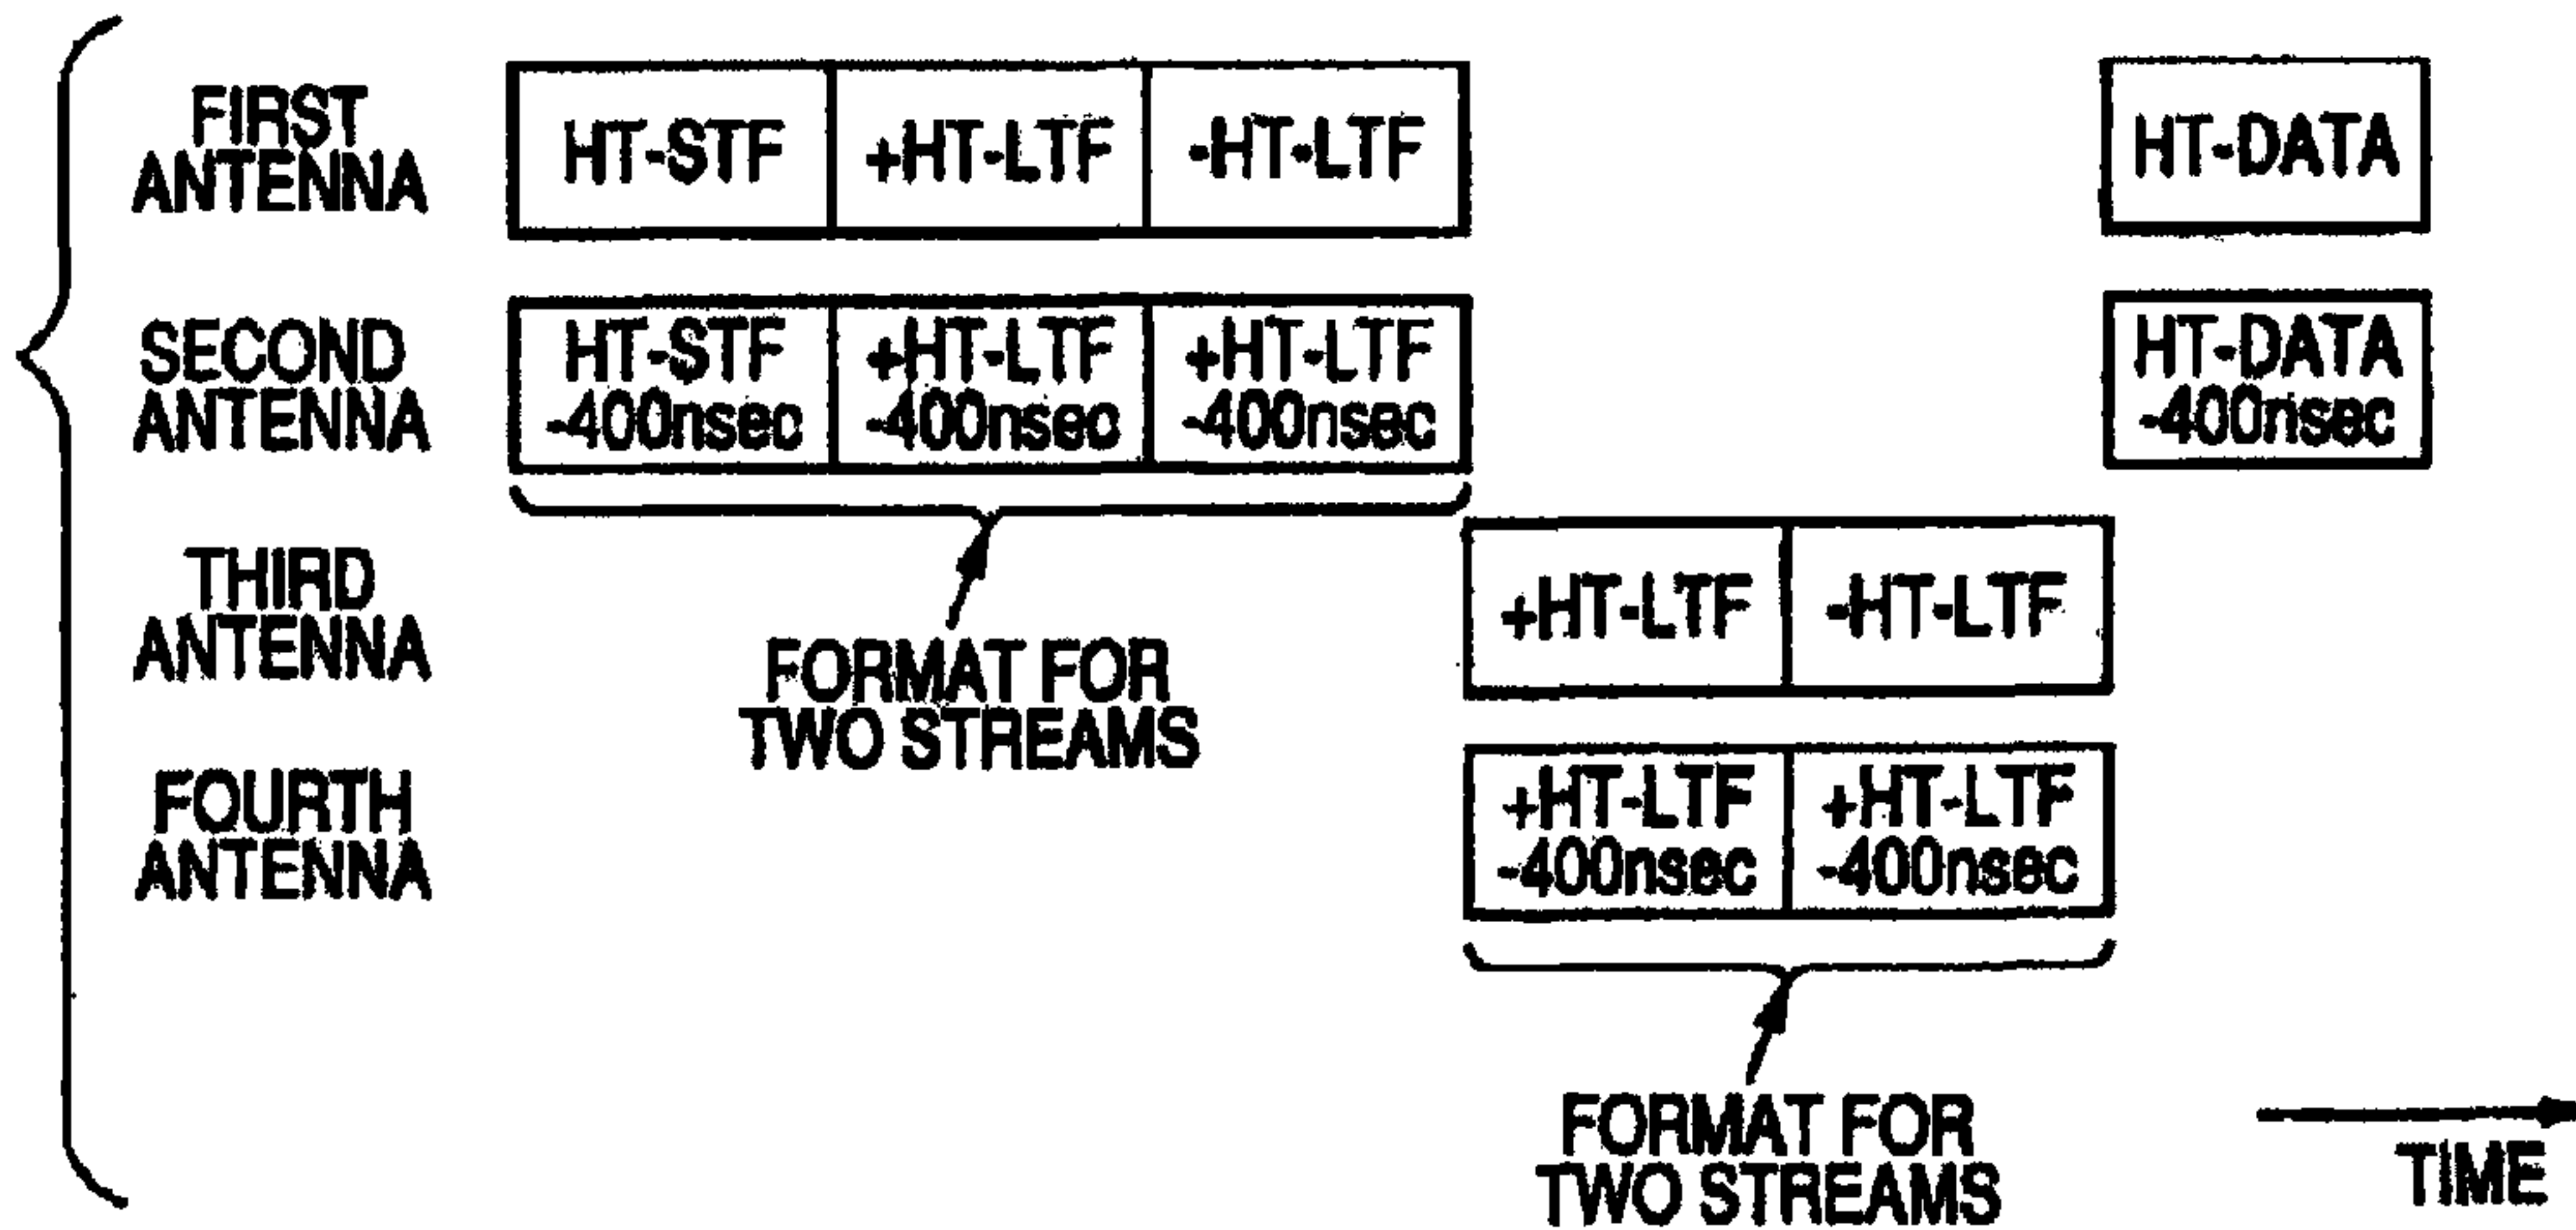 FIRST
ANTENNA
HT-STF
+HT-LTF
-HT-LTF
HT-DATA
SECOND
ANTENNA
HT-STF
-400nsec
+HT-LTF
-400nsec
+HT-LTF
-400nsec
HT-DATA
-400nsec
FORMAT FOR
TWO STREAMS
THIRD
ANTENNA
+HT-LTF
-HT-LTF
FOURTH
ANTENNA
+HT-LTF
-400nsec
+HT-LTF
-400nsec
FORMAT FOR
TWO STREAMS
TIME